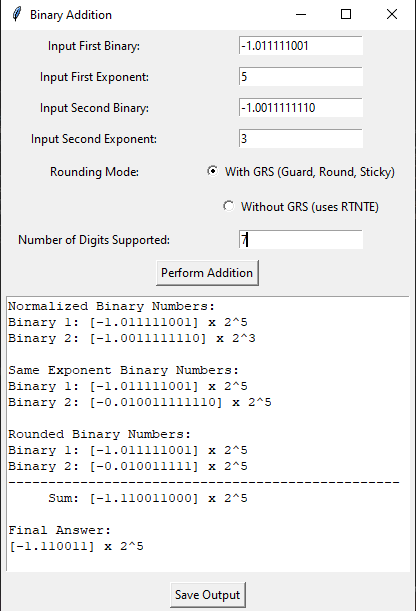 Binary Addition
Input First Binary: -1.011111001
Input First Exponent: 5
Input Second Binary: -1.0011111110
Input Second Exponent: 3
Rounding Mode: With GRS (Guard, Round, Sticky)
Without GRS (uses RTNTE)
Number of Digits Supported: 7
Perform Addition
Normalized Binary Numbers:
Binary 1: [-1.011111001] x 2^5
Binary 2: [-1.0011111110] x 2^3
Same Exponent Binary Numbers:
Binary 1: [-1.011111001] x 2^5
Binary 2: [-0.010011111110] x 2^5
Rounded Binary Numbers:
Binary 1: [-1.011111001] x 2^5
Binary 2: [-0.010011111] x 2^5
------------------------------------------------
Sum: [-1.110011000] x 2^5
Final Answer:
[-1.110011] x 2^5
Save Output